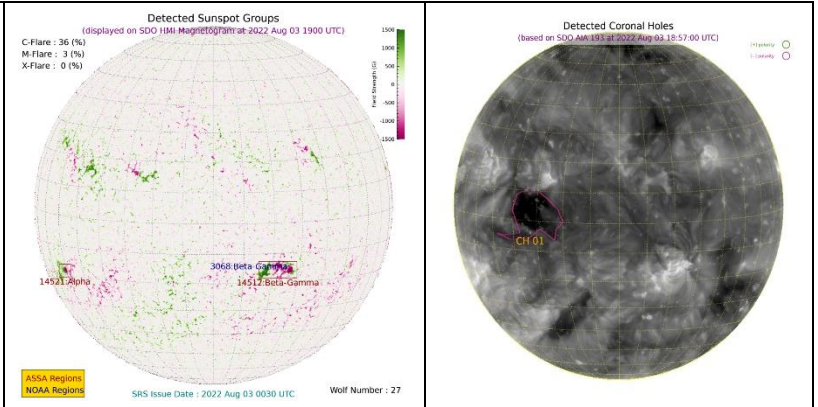 Detected Sunspot Groups
(displayed on SDO HMI Magnetogram at 2022 Aug 03 1900 UTC)
C-Flare : 36 (%)
M-Flare : 3 (%)
X-Flare : 0 (%)
1500
1000
500
0
-500
-1000
-1500
Field Strength (G)
3068:Beta-Gamma
14521:Alpha
14512:Beta-Gamma
ASSA Regions
NOAA Regions
SRS Issue Date : 2022 Aug 03 0030 UTC
Wolf Number : 27
Detected Coronal Holes
(based on SDO AIA 193 at 2022 Aug 03 18:57:00 UTC)
(+) polarity
(-) polarity
CH 01